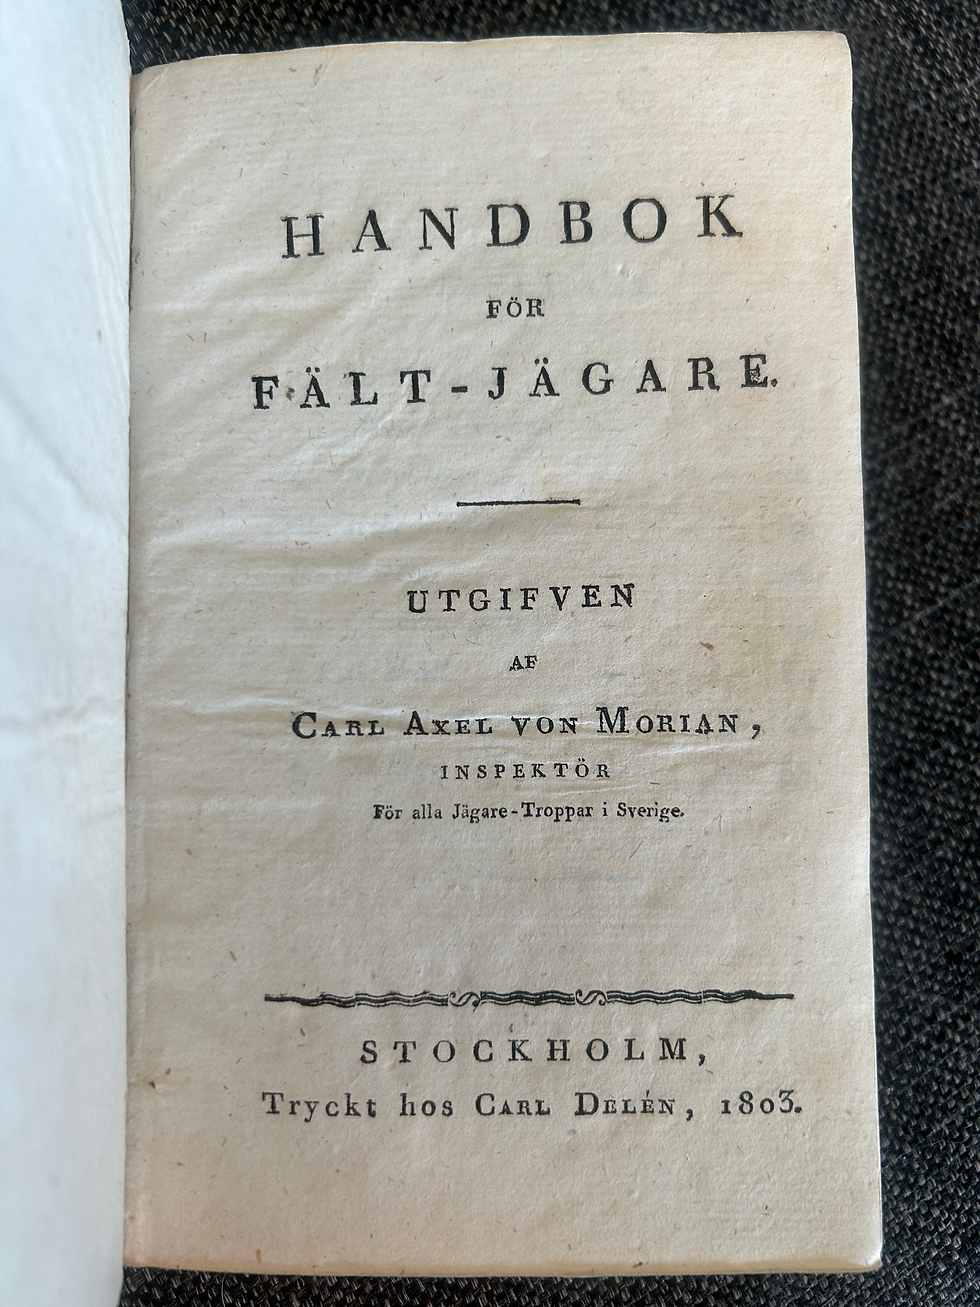 HANDBOK
FÖR
FÄLT-JÄGARE.
UTGIFVEN
AF
CARL AXEL VON MORIAN,
INSPEKTÖR
För alla Jägare-Troppar i Sverige.
STOCKHOLM,
Tryckt hos CARL DELÉN, 1803.